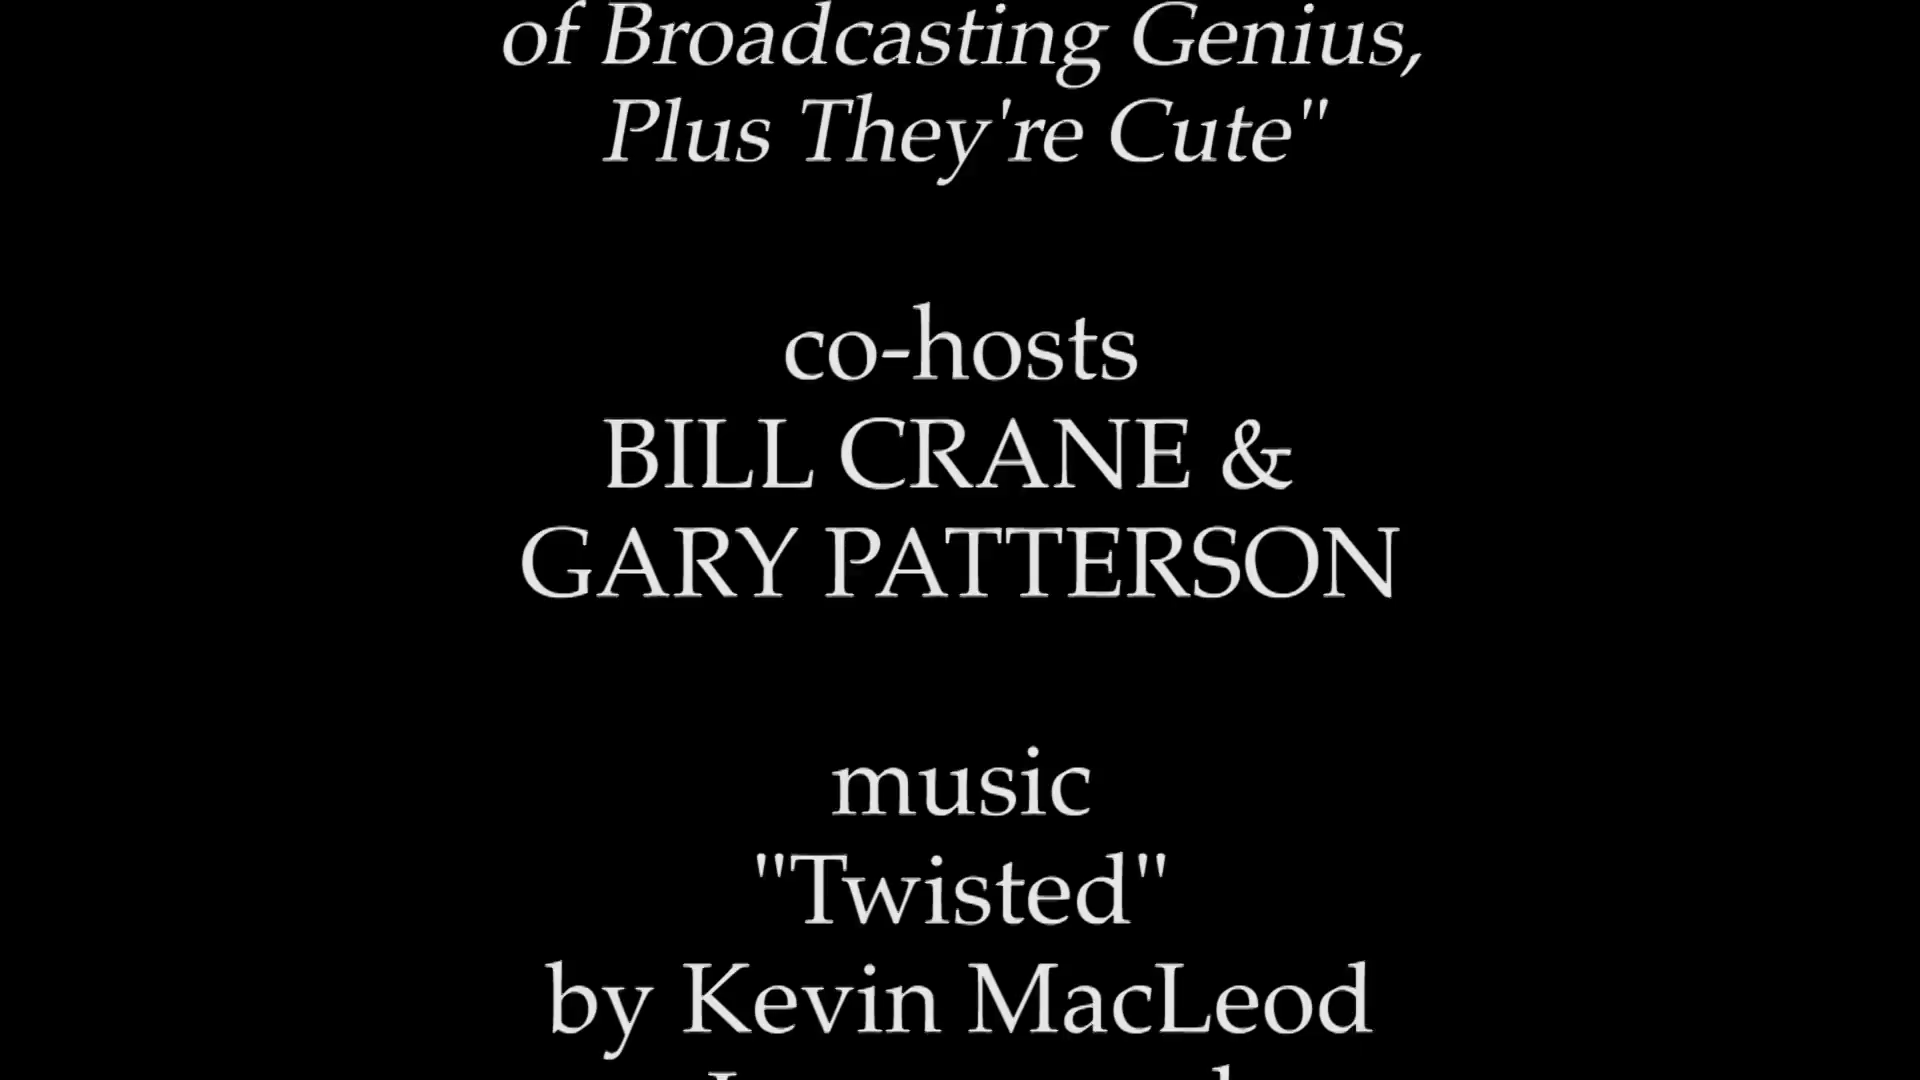 of Broadcasting Genius,
Plus They're Cute"
co-hosts
BILL CRANE &
GARY PATTERSON
music
"Twisted"
by Kevin MacLeod